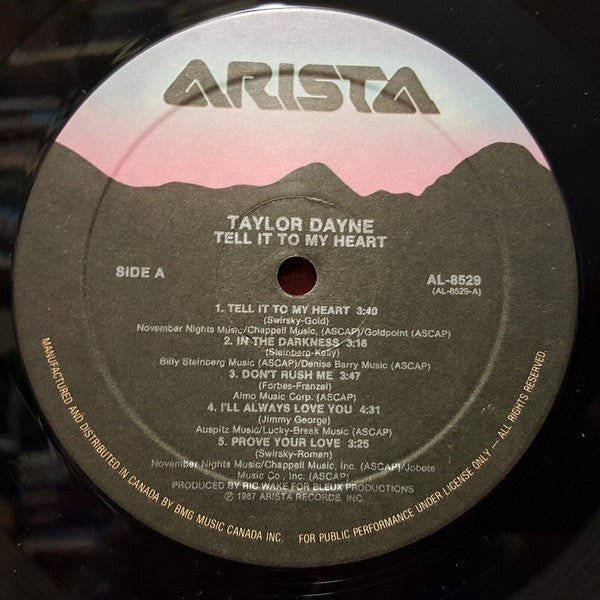 ARISTA
TAYLOR DAYNE
TELL IT TO MY HEART
SIDE A
AL-8529
(AL-8529-A)
1. TELL IT TO MY HEART 3:40
(Swirsky-Gold)
November Nights Music/Chappell Music, (ASCAP)/Goldpoint (ASCAP)
2. IN THE DARKNESS 3:16
(Steinberg-Kelly)
Billy Steinberg Music (ASCAP)/Denise Barry Music (ASCAP)
3. DON'T RUSH ME 3:47
(Forbes-Franzel)
Almo Music Corp. (ASCAP)
4. I'LL ALWAYS LOVE YOU 4:31
(Jimmy George)
Auspitz Music/Lucky-Break Music (ASCAP)
5. PROVE YOUR LOVE 3:25
(Swirsky-Roman)
November Nights Music/Chappell Music, Inc. (ASCAP)/Jobete
Music Co., Inc. (ASCAP)
PRODUCED BY RIC WAKE FOR BLEUX PRODUCTIONS
℗ 1987 ARISTA RECORDS, INC.
MANUFACTURED AND DISTRIBUTED IN CANADA BY BMG MUSIC CANADA INC. FOR PUBLIC PERFORMANCE UNDER LICENSE ONLY — ALL RIGHTS RESERVED.